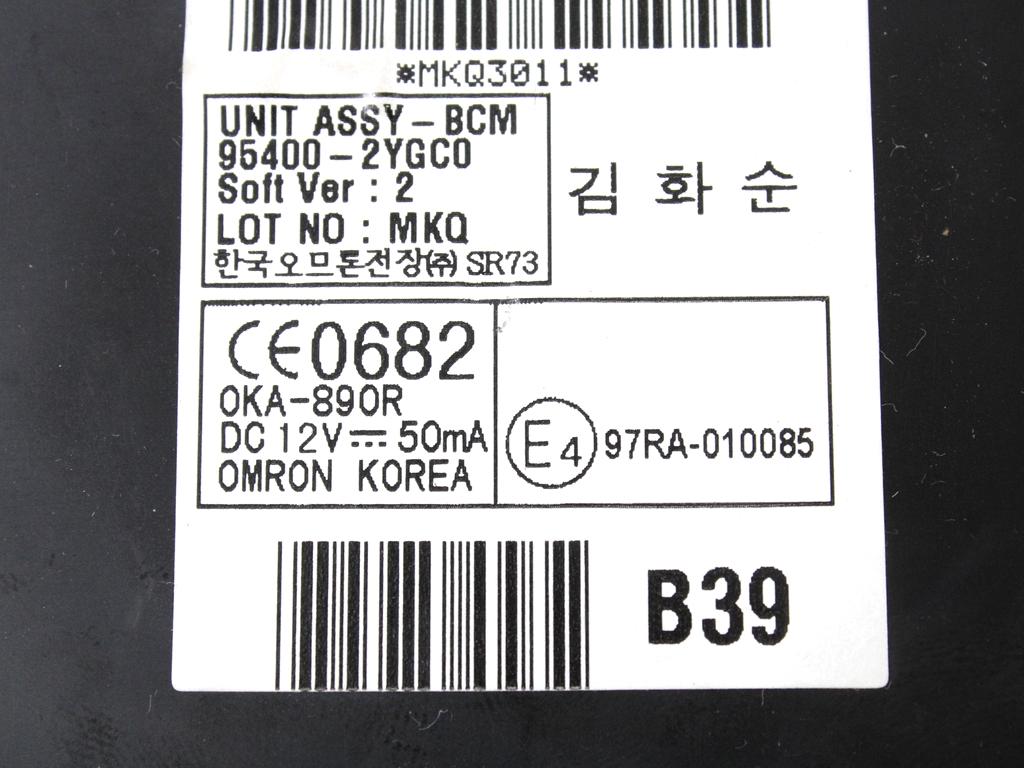 *MKQ3011*
UNIT ASSY-BCM
95400-2YGC0
Soft Ver : 2
LOT NO : MKQ
한국오므론전장㈜ SR73
김 화 순
CE0682
OKA-890R
DC 12V ⎓ 50mA
OMRON KOREA
E4 97RA-010085
B39